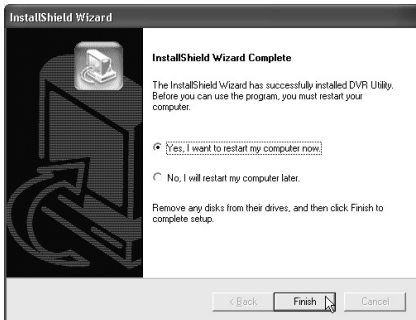 InstallShield Wizard
InstallShield Wizard Complete
The InstallShield Wizard has successfully installed DVR Utility.
Before you can use the program, you must restart your
computer.
Yes, I want to restart my computer now.
No, I will restart my computer later.
Remove any disks from their drives, and then click Finish to
complete setup.
< Back Finish Cancel